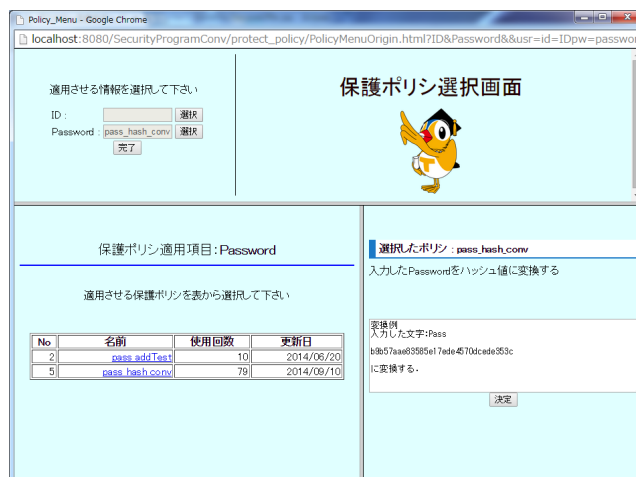 Policy_Menu - Google Chrome
localhost:8080/SecurityProgramConv/protect_policy/PolicyMenuOrigin.html?ID&Password&&usr=id=IDpw=passwor
適用させる情報を選択して下さい
ID :
選択
Password : pass_hash_conv 選択
完了
保護ポリシ選択画面
T
保護ポリシ適用項目:Password
適用させる保護ポリシを表から選択して下さい
No 名前 使用回数 更新日
2 pass addTest 10 2014/06/20
5 pass hash conv 79 2014/09/10
選択したポリシ : pass_hash_conv
入力したPasswordをハッシュ値に変換する
変換例
入力した文字:Pass
b9b57aae83585e17ede4570dcede353c
に変換する.
決定